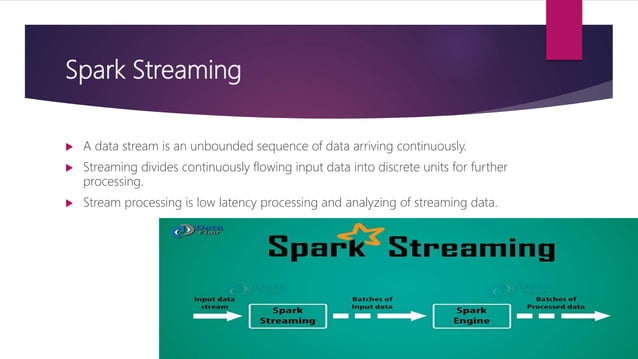 Spark Streaming
A data stream is an unbounded sequence of data arriving continuously.
Streaming divides continuously flowing input data into discrete units for further
processing.
Stream processing is low latency processing and analyzing of streaming data.
Data
Flair
Spark Streaming
Input data
stream
Spark
Streaming
Batches of
Input data
Spark
Engine
Batches of
Processed data